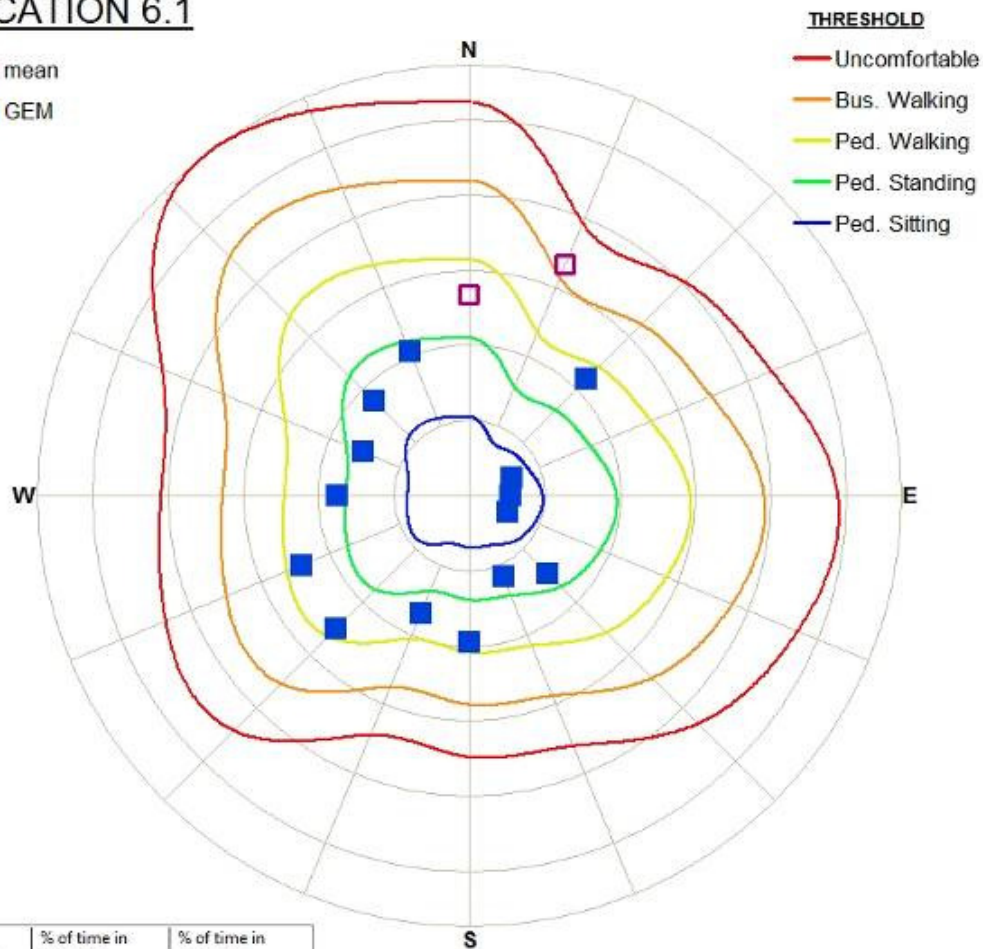 CATION 6.1
mean
GEM
THRESHOLD
Uncomfortable
Bus. Walking
Ped. Walking
Ped. Standing
Ped. Sitting
N
W
E
S
% of time in
% of time in